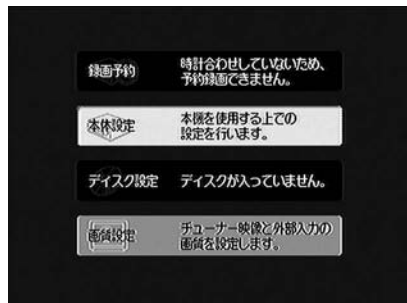 録画予約
時計合わせしていないため、
予約録画できません。
本体設定
本機を使用する上での
設定を行います。
ディスク設定
ディスクが入っていません。
画質設定
チューナー映像と外部入力の
画質を設定します。